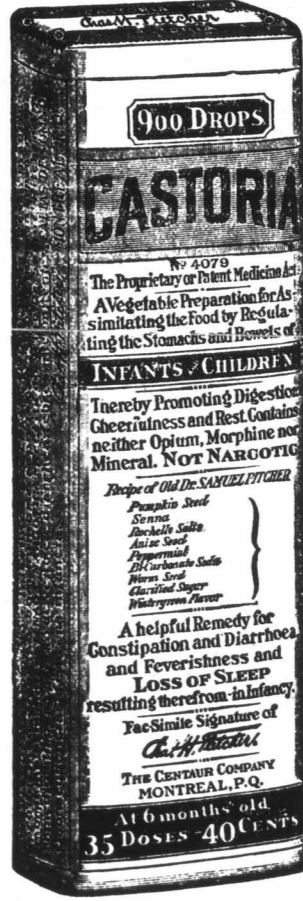 Chas. H. Fletcher
900 DROPS
CASTORIA
Nº 4079
The Proprietary or Patent Medicine Act.
A Vegetable Preparation for As-
similating the Food by Regula-
ting the Stomachs and Bowels of
INFANTS & CHILDREN
Thereby Promoting Digestion
Cheerfulness and Rest. Contains
neither Opium, Morphine nor
Mineral. NOT NARCOTIC
Recipe of Old Dr. SAMUEL PITCHER
Pumpkin Seed
Senna
Rochelle Salts
Anise Seed
Peppermint
Bi-Carbonate Soda
Worm Seed
Clarified Sugar
Wintergreen Flavor
A helpful Remedy for
Constipation and Diarrhoea
and Feverishness and
LOSS OF SLEEP
resulting therefrom-in Infancy.
Fac-Simile Signature of
Chas. H. Fletcher.
THE CENTAUR COMPANY
MONTREAL, P.Q.
At 6 months old
35 DOSES - 40 CENTS